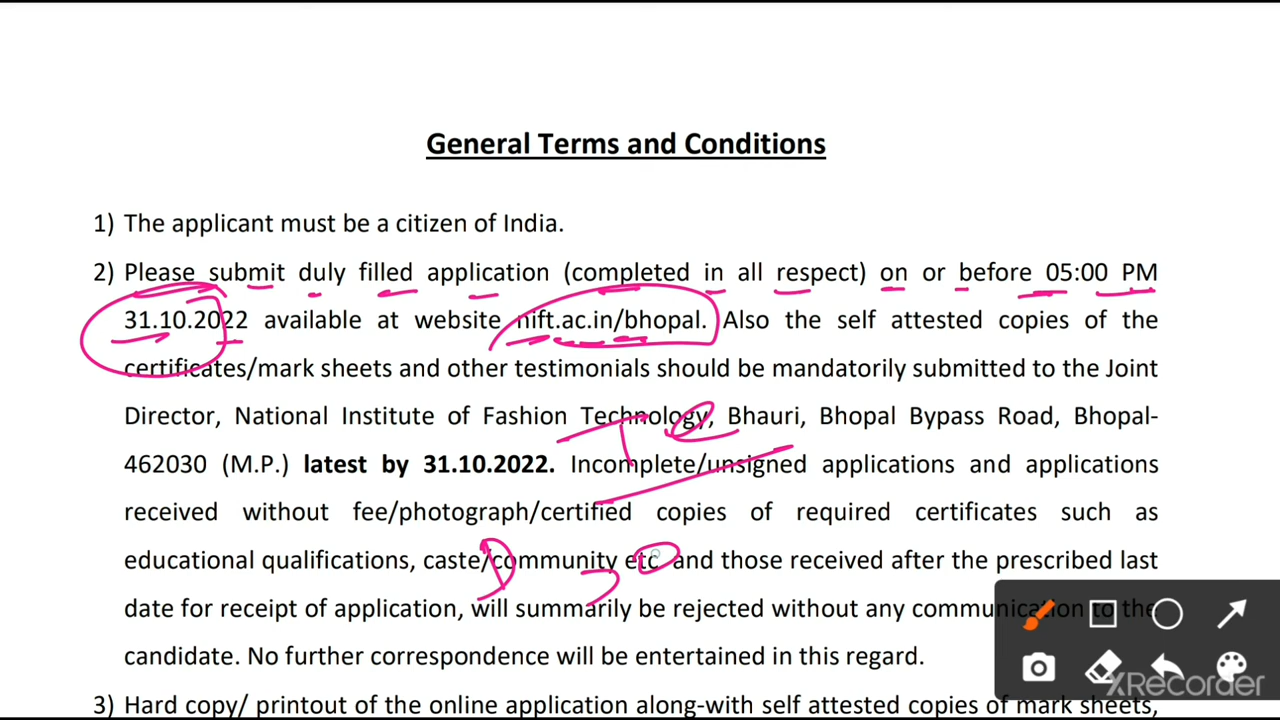 General Terms and Conditions
1) The applicant must be a citizen of India.
2) Please submit duly filled application (completed in all respect) on or before 05:00 PM
31.10.2022 available at website nift.ac.in/bhopal. Also the self attested copies of the
certificates/mark sheets and other testimonials should be mandatorily submitted to the Joint
Director, National Institute of Fashion Technology, Bhauri, Bhopal Bypass Road, Bhopal-
462030 (M.P.) latest by 31.10.2022. Incomplete/unsigned applications and applications
received without fee/photograph/certified copies of required certificates such as
educational qualifications, caste/community etc and those received after the prescribed last
date for receipt of application, will summarily be rejected without any communication to the
candidate. No further correspondence will be entertained in this regard.
3) Hard copy/ printout of the online application along-with self attested copies of mark sheets,
XRecorder